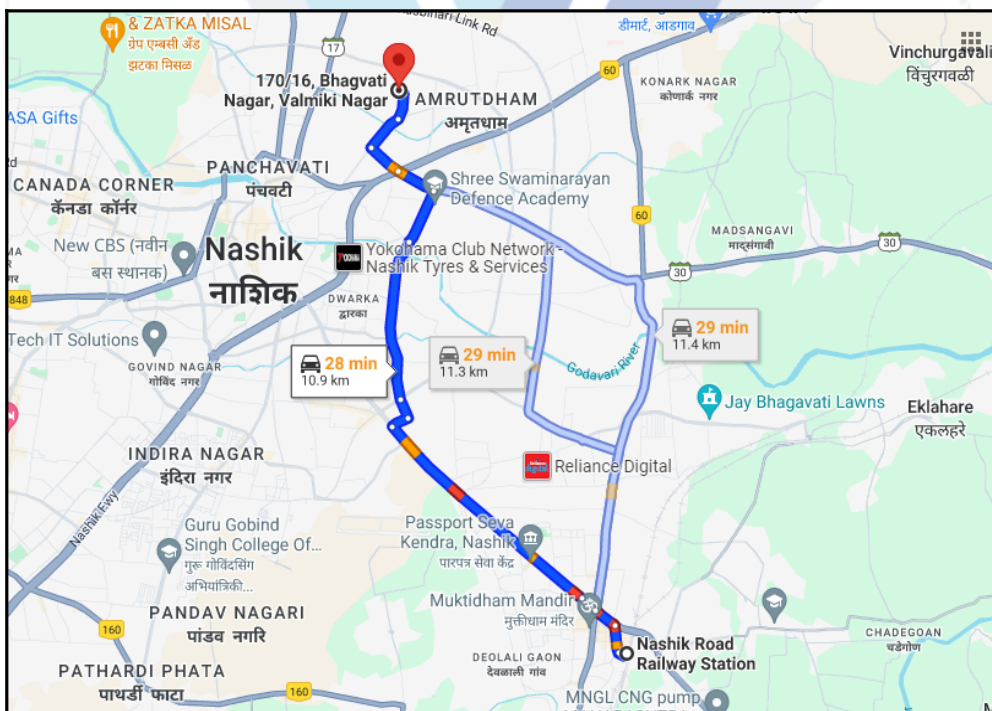 & ZATKA MISAL
ग्रेप एम्बसी अँड
झटका मिसळ
17
Link Rd
डीमार्ट, आडगाव
60
Vinchurgavali
विंचुरगवळी
KONARK NAGAR
कोणार्क नगर
170/16, Bhagvati
Nagar, Valmiki Nagar
AMRUTDHAM
अमृतधाम
ASA Gifts
Rd
PANCHAVATI
पंचवटी
CANADA CORNER
कॅनडा कॉर्नर
Shree Swaminarayan
Defence Academy
60
MADSANGAVI
माद्संगावी
30
New CBS (नवीन
बस स्थानक)
Nashik
नाशिक
Yokohama Club Network -
Nashik Tyres & Services
30
848
DWARKA
द्वारका
Tech IT Solutions
GOVIND NAGAR
गोविंद नगर
28 min
10.9 km
29 min
11.3 km
29 min
11.4 km
Godavari River
Jay Bhagavati Lawns
Eklahare
एकलहरे
INDIRA NAGAR
इंदिरा नगर
Reliance Digital
Nashik Fwy
Guru Gobind
Singh College Of...
गुरू गोविंदसिंग
अभियांत्रिकी...
Passport Seva
Kendra, Nashik
पारपत्र सेवा केंद्र
PANDAV NAGARI
पांडव नगरि
Muktidham Mandir
मुक्तीधाम मंदिर
160
Nashik Road
Railway Station
CHADEGOAN
चडेगोण
DEOLALI GAON
देवळाली गांव
PATHARDI PHATA
पाथर्डी फाटा
160
MNGL CNG pump